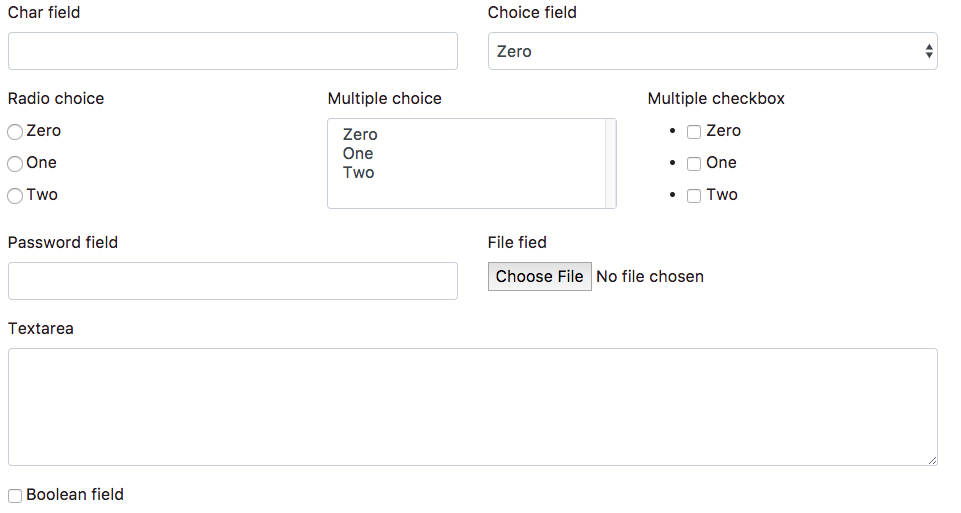 Char field
Choice field
Zero
Radio choice
Zero
One
Two
Multiple choice
Zero
One
Two
Multiple checkbox
Zero
One
Two
Password field
File fied
Choose File No file chosen
Textarea
Boolean field